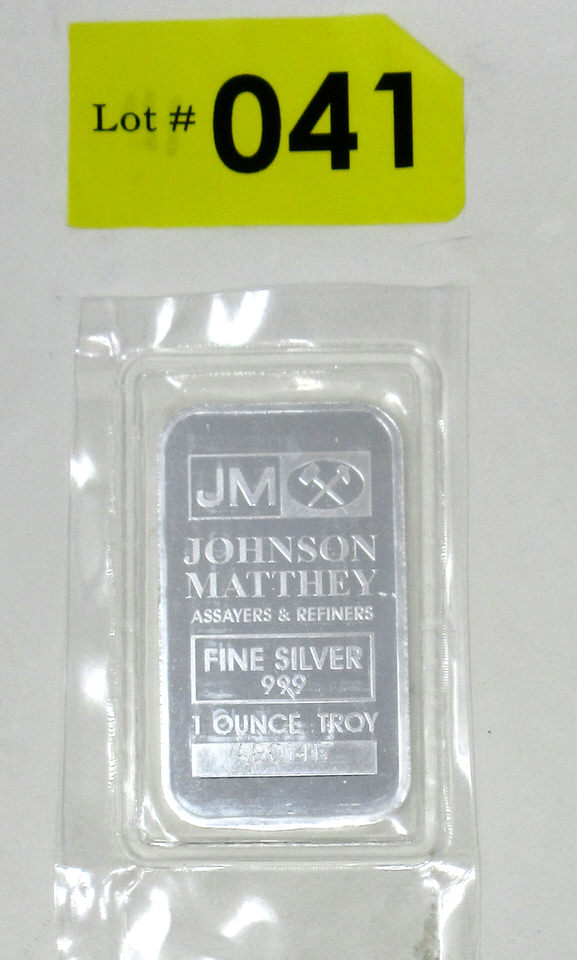 Lot # 041
JM
JOHNSON
MATTHEY
ASSAYERS & REFINERS
FINE SILVER
999
1 OUNCE TROY